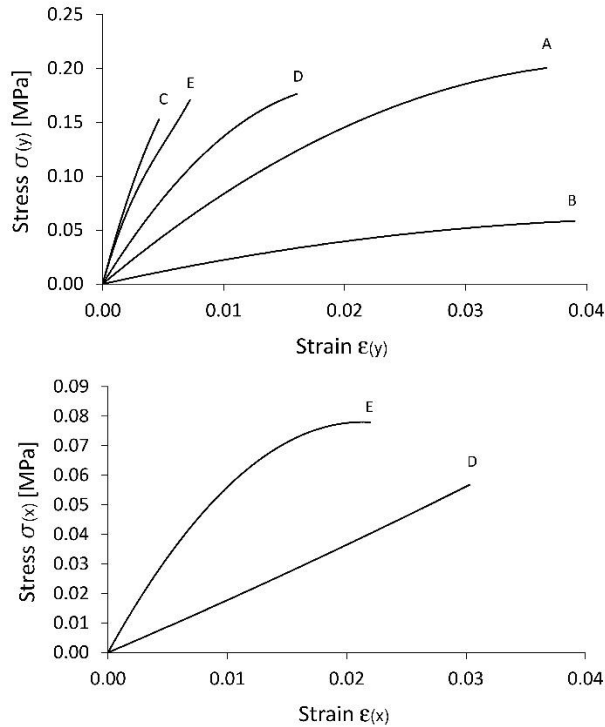 0.25
0.20
0.15
0.10
0.05
0.00
Stress σ(y) [MPa]
C
E
D
A
B
0.00 0.01 0.02 0.03 0.04
Strain ε(y)
0.09
0.08
0.07
0.06
0.05
0.04
0.03
0.02
0.01
0.00
Stress σ(x) [MPa]
E
D
0.00 0.01 0.02 0.03 0.04
Strain ε(x)